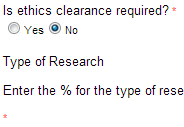 Is ethics clearance required? *
Yes No
Type of Research
Enter the % for the type of rese
*